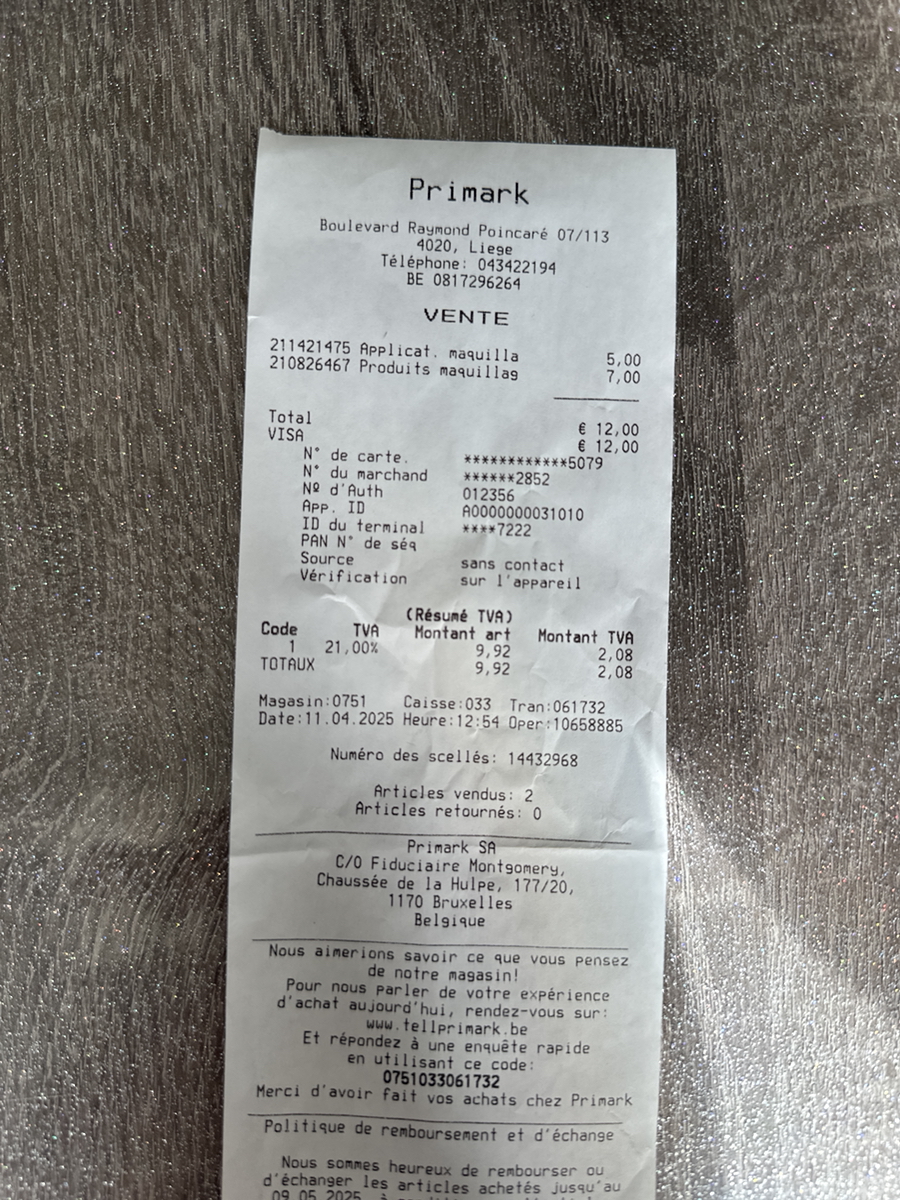 Primark
Boulevard Raymond Poincaré 07/113
4020, Liege
Téléphone: 043422194
BE 0817296264
VENTE
211421475 Applicat. maquilla 5,00
210826467 Produits maquillag 7,00
Total € 12,00
VISA € 12,00
N° de carte. ************5079
N° du marchand ******2852
Nº d'Auth 012356
App. ID A0000000031010
ID du terminal ****7222
PAN N° de séq
Source sans contact
Vérification sur l'appareil
(Résumé TVA)
Code TVA Montant art Montant TVA
1 21,00% 9,92 2,08
TOTAUX 9,92 2,08
Magasin:0751 Caisse:033 Tran:061732
Date:11.04.2025 Heure:12:54 Oper:10658885
Numéro des scellés: 14432968
Articles vendus: 2
Articles retournés: 0
Primark SA
C/O Fiduciaire Montgomery,
Chaussée de la Hulpe, 177/20,
1170 Bruxelles
Belgique
Nous aimerions savoir ce que vous pensez
de notre magasin!
Pour nous parler de votre expérience
d'achat aujourd'hui, rendez-vous sur:
www.tellprimark.be
Et répondez à une enquête rapide
en utilisant ce code:
0751033061732
Merci d'avoir fait vos achats chez Primark
Politique de remboursement et d'échange
Nous sommes heureux de rembourser ou
d'échanger les articles achetés jusqu'au
09.05.2025, à